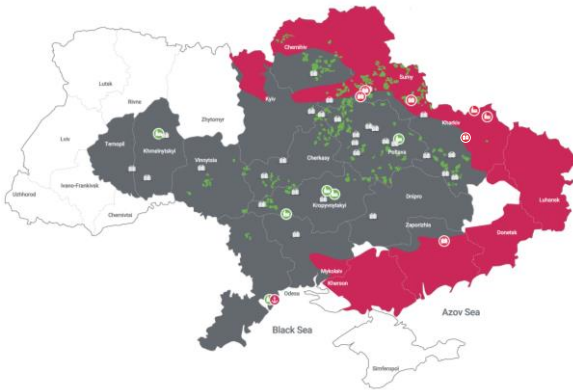 Chernihiv
Sumy
Lutsk
Rivne
Kyiv
Zhytomyr
Kharkiv
Lviv
Ternopil
Khmelnytskyi
Poltava
Vinnytsia
Cherkasy
Ivano-Frankivsk
Uzhhorod
Luhansk
Kropyvnytskyi
Dnipro
Chernivtsi
Donetsk
Zaporizhia
Mykolaiv
Kherson
Odesa
Black Sea
Azov Sea
Simferopol